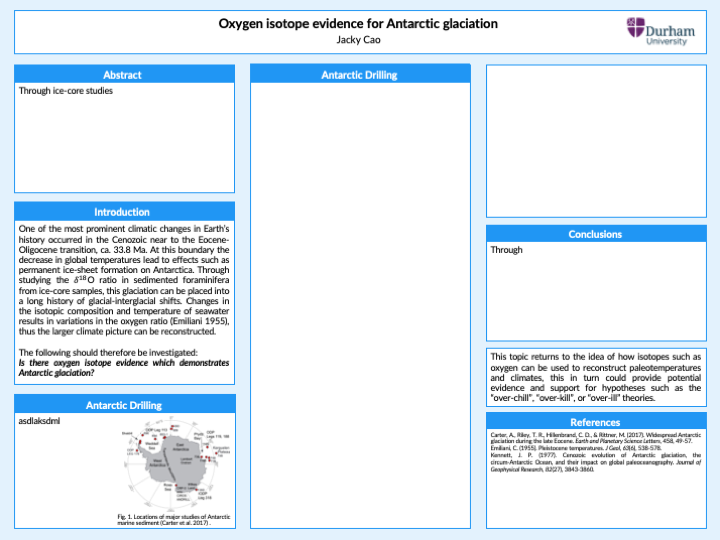 Oxygen isotope evidence for Antarctic glaciation
Jacky Cao
Durham
University
Abstract
Through ice-core studies
Introduction
One of the most prominent climatic changes in Earth's
history occurred in the Cenozoic near to the Eocene-
Oligocene transition, ca. 33.8 Ma. At this boundary the
decrease in global temperatures lead to effects such as
permanent ice-sheet formation on Antarctica. Through
studying the δ¹⁸O ratio in sedimented foraminifera
from ice-core samples, this glaciation can be placed into
a long history of glacial-interglacial shifts. Changes in
the isotopic composition and temperature of seawater
results in variations in the oxygen ratio (Emiliani 1955),
thus the larger climate picture can be reconstructed.
The following should therefore be investigated:
Is there oxygen isotope evidence which demonstrates
Antarctic glaciation?
Antarctic Drilling
asdlaksdmi
Fig. 1. Locations of major studies of Antarctic
marine sediment (Carter et al. 2017) .
Antarctic Drilling
Conclusions
Through
This topic returns to the idea of how isotopes such as
oxygen can be used to reconstruct paleotemperatures
and climates, this in turn could provide potential
evidence and support for hypotheses such as the
"over-chill", "over-kill", or "over-ill" theories.
References
Carter, A., Riley, T. R., Hillenbrand, C. D., & Rittner, M. (2017). Widespread Antarctic
glaciation during the late Eocene. Earth and Planetary Science Letters, 458, 49-57.
Emiliani, C. (1955). Pleistocene temperatures. J Geol, 63(6), 538-578.
Kennett, J. P. (1977). Cenozoic evolution of Antarctic glaciation, the
circum-Antarctic Ocean, and their impact on global paleoceanography. Journal of
Geophysical Research, 82(27), 3843-3860.